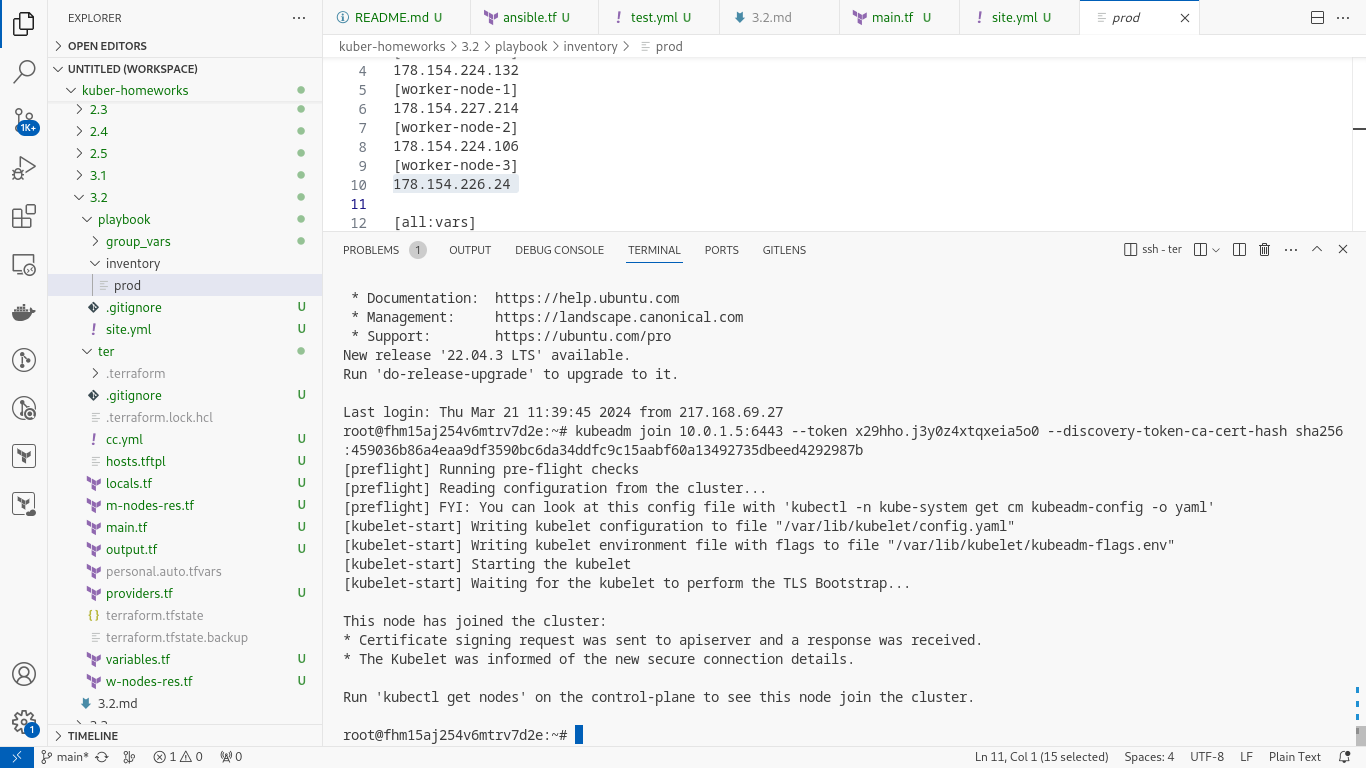 EXPLORER
OPEN EDITORS
UNTITLED (WORKSPACE)
kuber-homeworks
2.3
2.4
2.5
3.1
3.2
playbook
group_vars
inventory
prod
.gitignore U
site.yml U
ter
.terraform
.gitignore U
.terraform.lock.hcl
cc.yml U
hosts.tftpl U
locals.tf U
m-nodes-res.tf U
main.tf U
output.tf U
personal.auto.tfvars
providers.tf U
terraform.tfstate
terraform.tfstate.backup
variables.tf U
w-nodes-res.tf U
3.2.md
TIMELINE
1K+
1
README.md U ansible.tf U test.yml U 3.2.md main.tf U site.yml U prod
kuber-homeworks > 3.2 > playbook > inventory > prod
4 178.154.224.132
5 [worker-node-1]
6 178.154.227.214
7 [worker-node-2]
8 178.154.224.106
9 [worker-node-3]
10 178.154.226.24
11
12 [all:vars]
PROBLEMS 1 OUTPUT DEBUG CONSOLE TERMINAL PORTS GITLENS ssh - ter
* Documentation: https://help.ubuntu.com
* Management: https://landscape.canonical.com
* Support: https://ubuntu.com/pro
New release '22.04.3 LTS' available.
Run 'do-release-upgrade' to upgrade to it.
Last login: Thu Mar 21 11:39:45 2024 from 217.168.69.27
root@fhm15aj254v6mtrv7d2e:~# kubeadm join 10.0.1.5:6443 --token x29hho.j3y0z4xtqxeia5o0 --discovery-token-ca-cert-hash sha256
:459036b86a4eaa9df3590bc6da34ddfc9c15aabf60a13492735dbeed4292987b
[preflight] Running pre-flight checks
[preflight] Reading configuration from the cluster...
[preflight] FYI: You can look at this config file with 'kubectl -n kube-system get cm kubeadm-config -o yaml'
[kubelet-start] Writing kubelet configuration to file "/var/lib/kubelet/config.yaml"
[kubelet-start] Writing kubelet environment file with flags to file "/var/lib/kubelet/kubeadm-flags.env"
[kubelet-start] Starting the kubelet
[kubelet-start] Waiting for the kubelet to perform the TLS Bootstrap...
This node has joined the cluster:
* Certificate signing request was sent to apiserver and a response was received.
* The Kubelet was informed of the new secure connection details.
Run 'kubectl get nodes' on the control-plane to see this node join the cluster.
root@fhm15aj254v6mtrv7d2e:~#
main* 1 0 0 Ln 11, Col 1 (15 selected) Spaces: 4 UTF-8 LF Plain Text